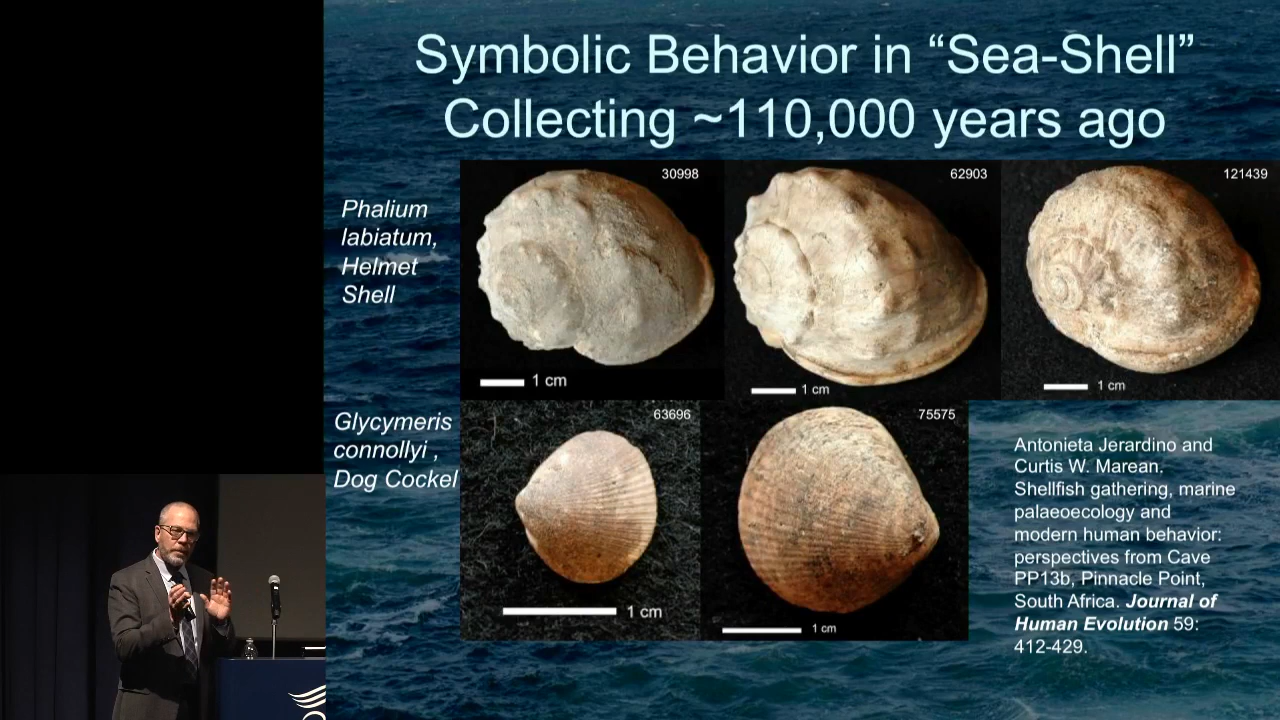 Symbolic Behavior in “Sea-Shell”
Collecting ~110,000 years ago
Phalium
labiatum,
Helmet
Shell
30998
1 cm
62903
1 cm
121439
1 cm
Glycymeris
connollyi ,
Dog Cockel
63696
1 cm
75575
1 cm
Antonieta Jerardino and
Curtis W. Marean.
Shellfish gathering, marine
palaeoecology and
modern human behavior:
perspectives from Cave
PP13b, Pinnacle Point,
South Africa. Journal of
Human Evolution 59:
412-429.